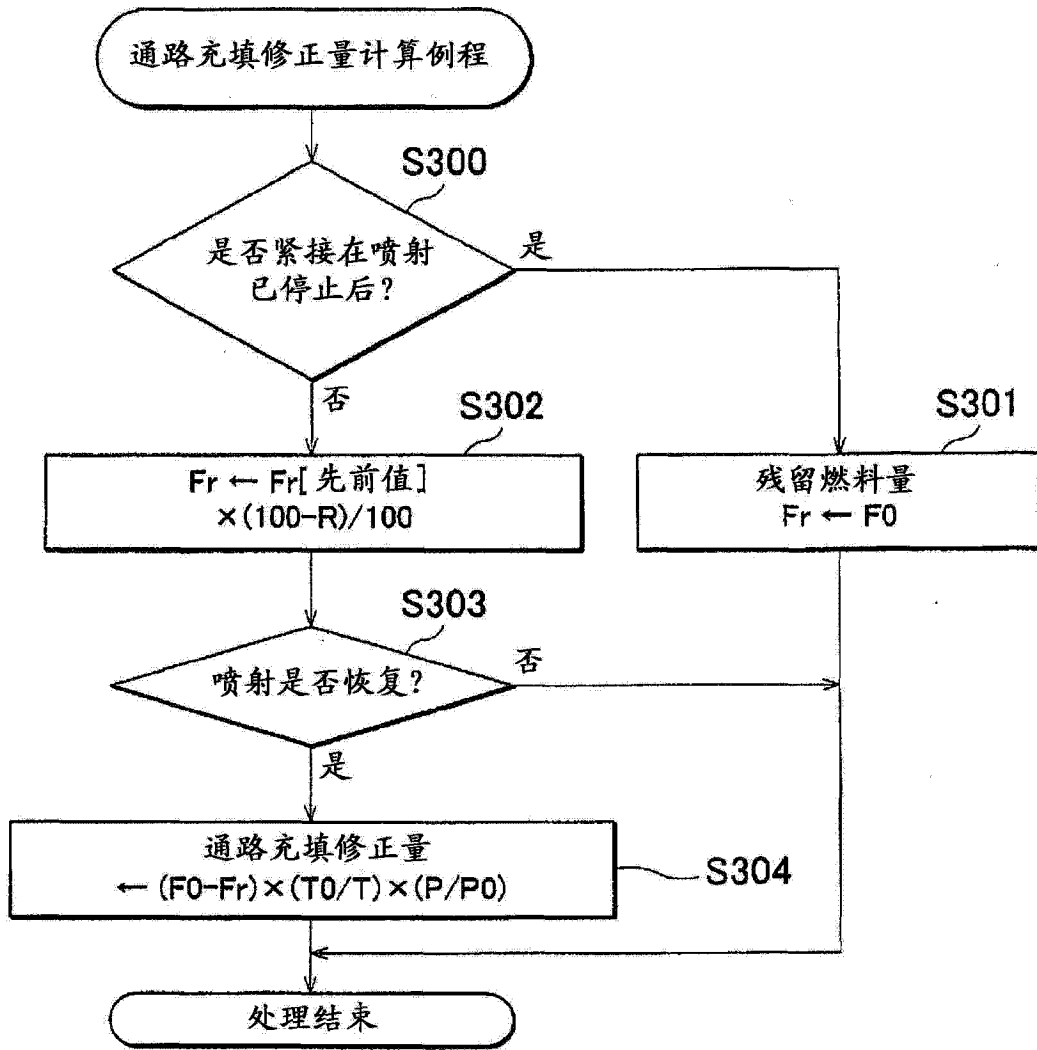 通路充填修正量计算例程
S300
是否紧接在喷射
已停止后?
是
否
S302
Fr ← Fr[先前值]
×(100-R)/100
S301
残留燃料量
Fr ← F0
S303
喷射是否恢复?
否
是
通路充填修正量
← (F0-Fr)×(T0/T)×(P/P0)
S304
处理结束